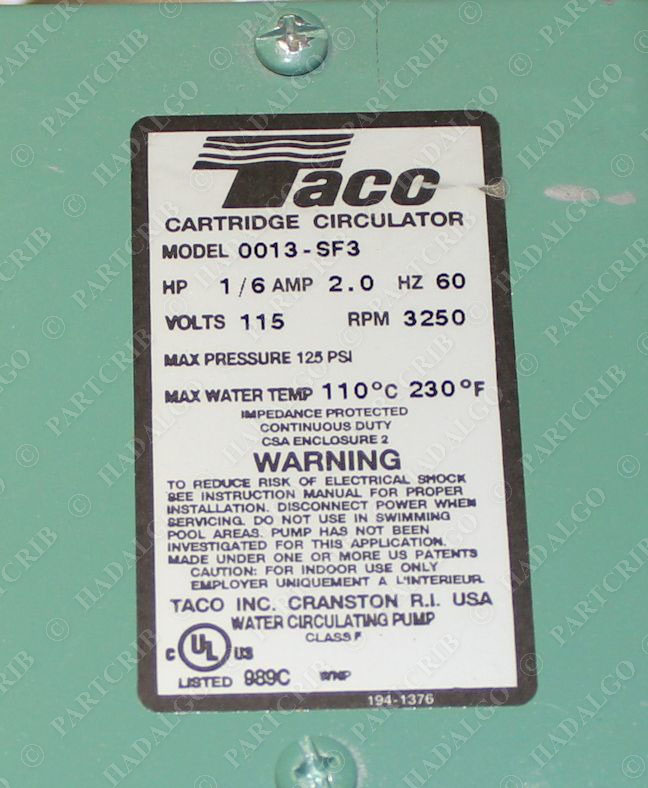 Taco
CARTRIDGE CIRCULATOR
MODEL 0013-SF3
HP 1/6 AMP 2.0 HZ 60
VOLTS 115 RPM 3250
MAX PRESSURE 125 PSI
MAX WATER TEMP 110°C 230°F
IMPEDANCE PROTECTED
CONTINUOUS DUTY
CSA ENCLOSURE 2
WARNING
TO REDUCE RISK OF ELECTRICAL SHOCK
SEE INSTRUCTION MANUAL FOR PROPER
INSTALLATION. DISCONNECT POWER WHEN
SERVICING. DO NOT USE IN SWIMMING
POOL AREAS. PUMP HAS NOT BEEN
INVESTIGATED FOR THIS APPLICATION.
MADE UNDER ONE OR MORE US PATENTS
CAUTION: FOR INDOOR USE ONLY
EMPLOYER UNIQUEMENT A L'INTERIEUR.
TACO INC. CRANSTON R.I. USA
WATER CIRCULATING PUMP
CLASS F
C UL US
LISTED 989C WMP
194-1376
© PARTCRIB © HADALGO